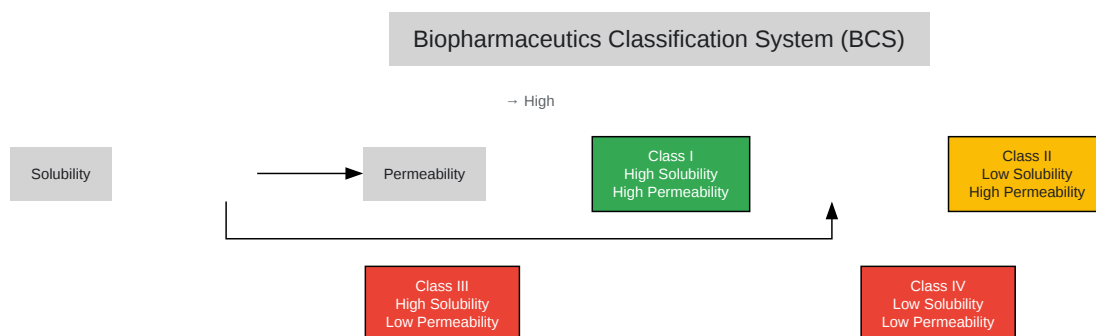 Biopharmaceutics Classification System (BCS)
→ High
Solubility
Permeability
Class I
High Solubility
High Permeability
Class II
Low Solubility
High Permeability
Class III
High Solubility
Low Permeability
Class IV
Low Solubility
Low Permeability